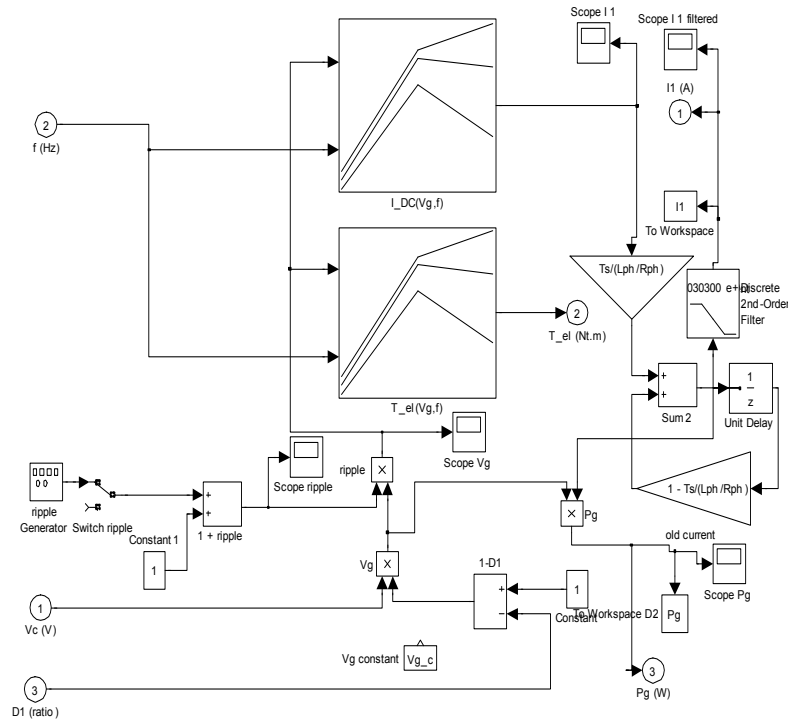 Scope I 1
Scope I 1 filtered
I1 (A)
1
2
f (Hz)
I_DC(Vg,f)
I1
To Workspace
Ts/(Lph /Rph )
030300 e+
Discrete
2nd -Order
Filter
2
T_el (Nt.m)
T_el(Vg,f)
+
+
Sum 2
1
z
Unit Delay
Scope Vg
ripple
X
Scope ripple
ripple
Generator
Switch ripple
+
+
1 + ripple
Constant 1
1
1 - Ts/(Lph /Rph )
old current
X
Pg
Scope Pg
Vg
X
1-D1
+
−
1
Constant
To Workspace D2
Pg
1
Vc (V)
Vg constant
Vg_c
3
Pg (W)
3
D1 (ratio )